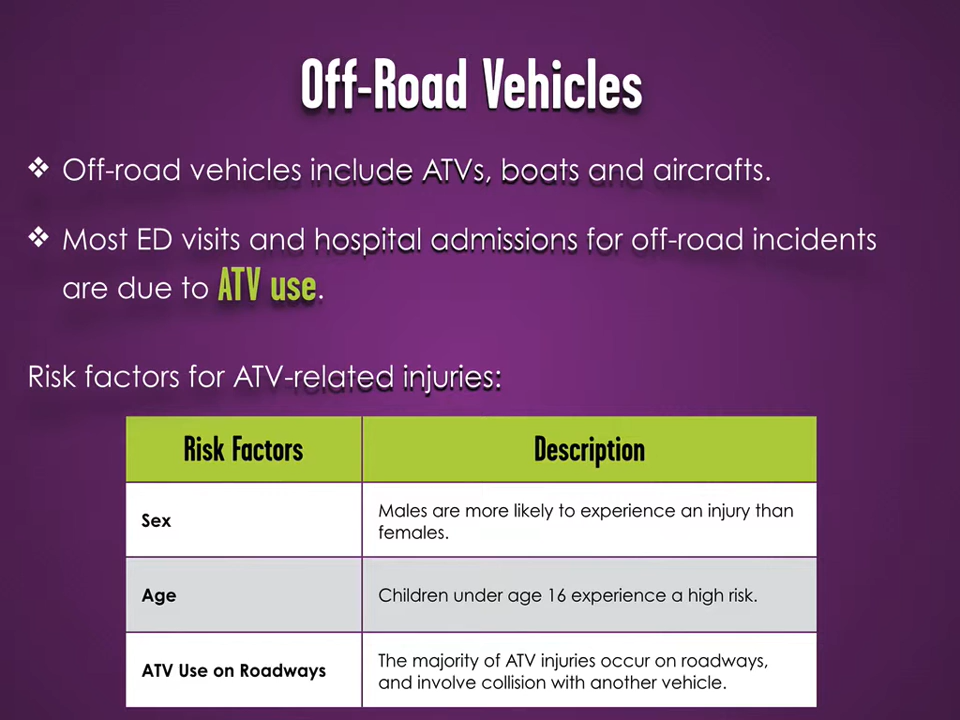 Off-Road Vehicles
❖ Off-road vehicles include ATVs, boats and aircrafts.
❖ Most ED visits and hospital admissions for off-road incidents
are due to ATV use.
Risk factors for ATV-related injuries:
Risk Factors
Description
Sex
Males are more likely to experience an injury than
females.
Age
Children under age 16 experience a high risk.
ATV Use on Roadways
The majority of ATV injuries occur on roadways,
and involve collision with another vehicle.